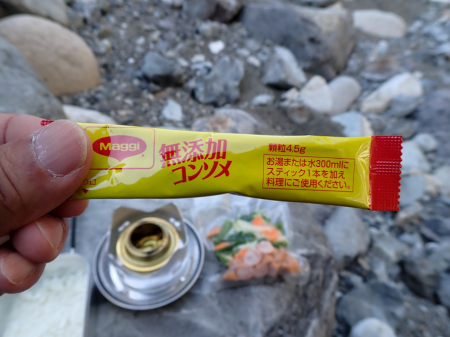 Maggi
無添加
コンソメ
顆粒4.5g
お湯または水300mlに
スティック1本を加え
料理にご使用ください。